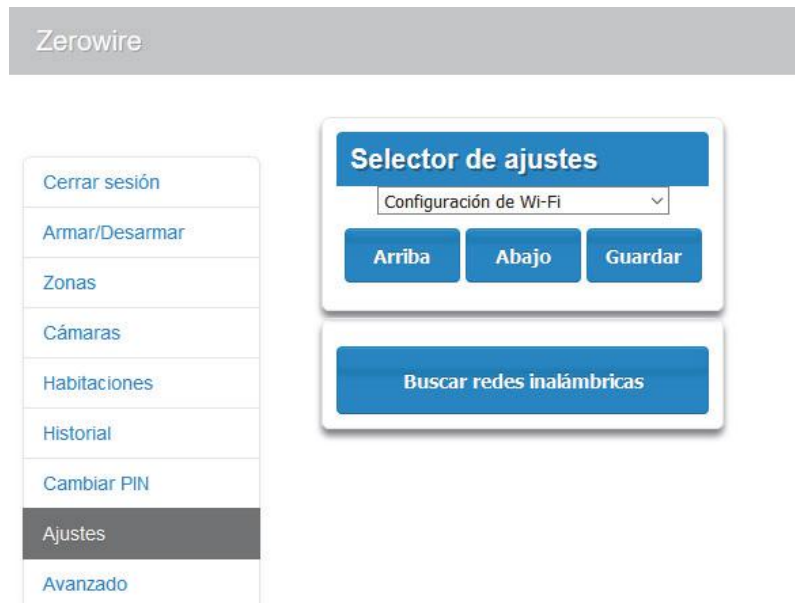 Zerowire
Cerrar sesión
Armar/Desarmar
Zonas
Cámaras
Habitaciones
Historial
Cambiar PIN
Ajustes
Avanzado
Selector de ajustes
Configuración de Wi-Fi
Arriba Abajo Guardar
Buscar redes inalámbricas